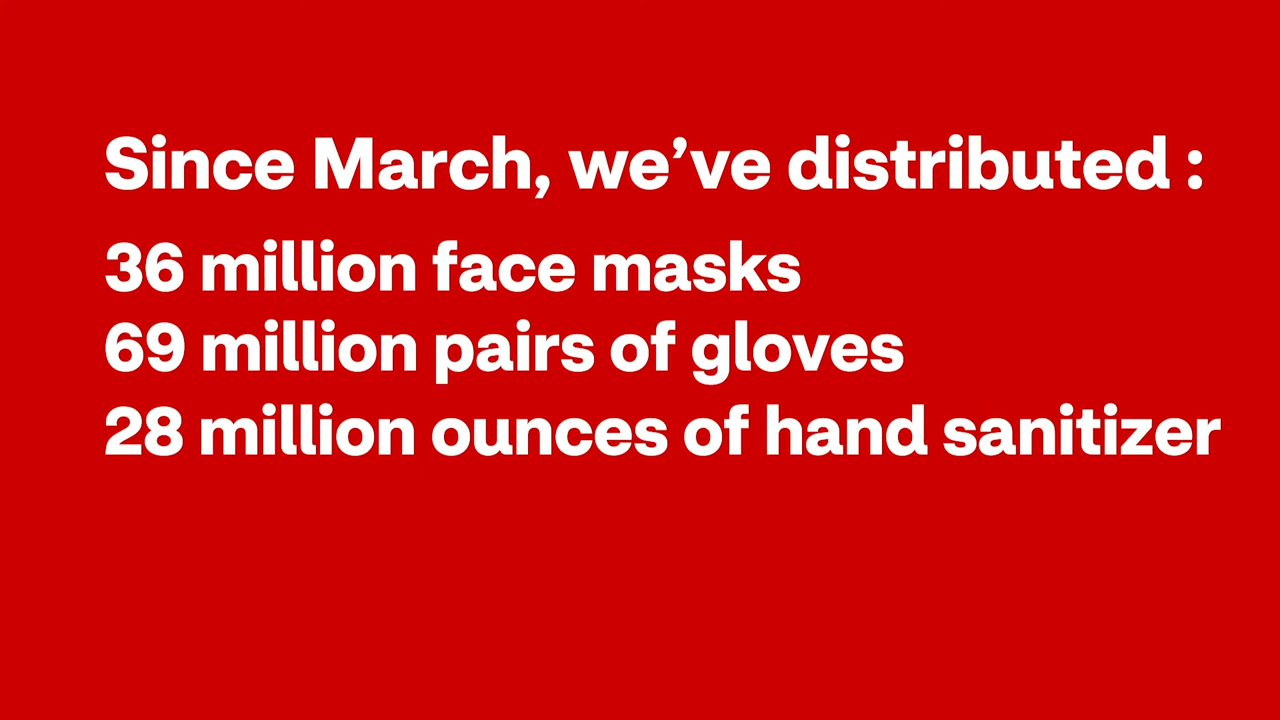 Since March, we’ve distributed :
36 million face masks
69 million pairs of gloves
28 million ounces of hand sanitizer